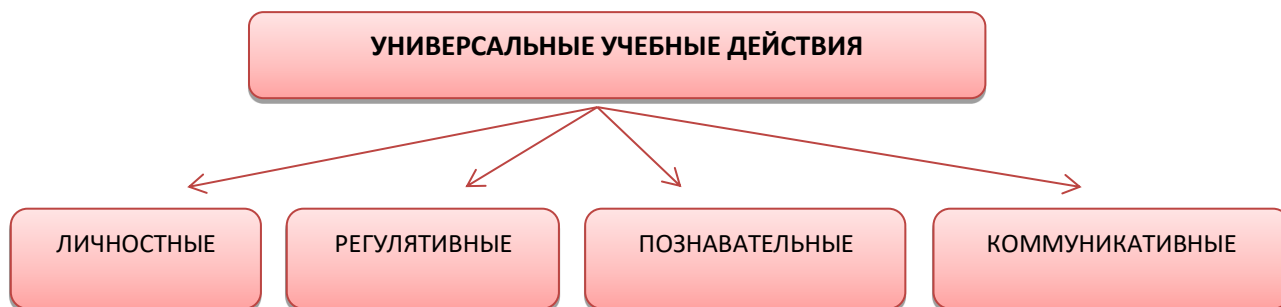 УНИВЕРСАЛЬНЫЕ УЧЕБНЫЕ ДЕЙСТВИЯ
ЛИЧНОСТНЫЕ
РЕГУЛЯТИВНЫЕ
ПОЗНАВАТЕЛЬНЫЕ
КОММУНИКАТИВНЫЕ